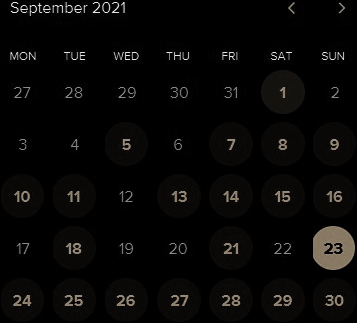 September 2021
MON TUE WED THU FRI SAT SUN
27 28 29 30 31 1 2
3 4 5 6 7 8 9
10 11 12 13 14 15 16
17 18 19 20 21 22 23
24 25 26 27 28 29 30